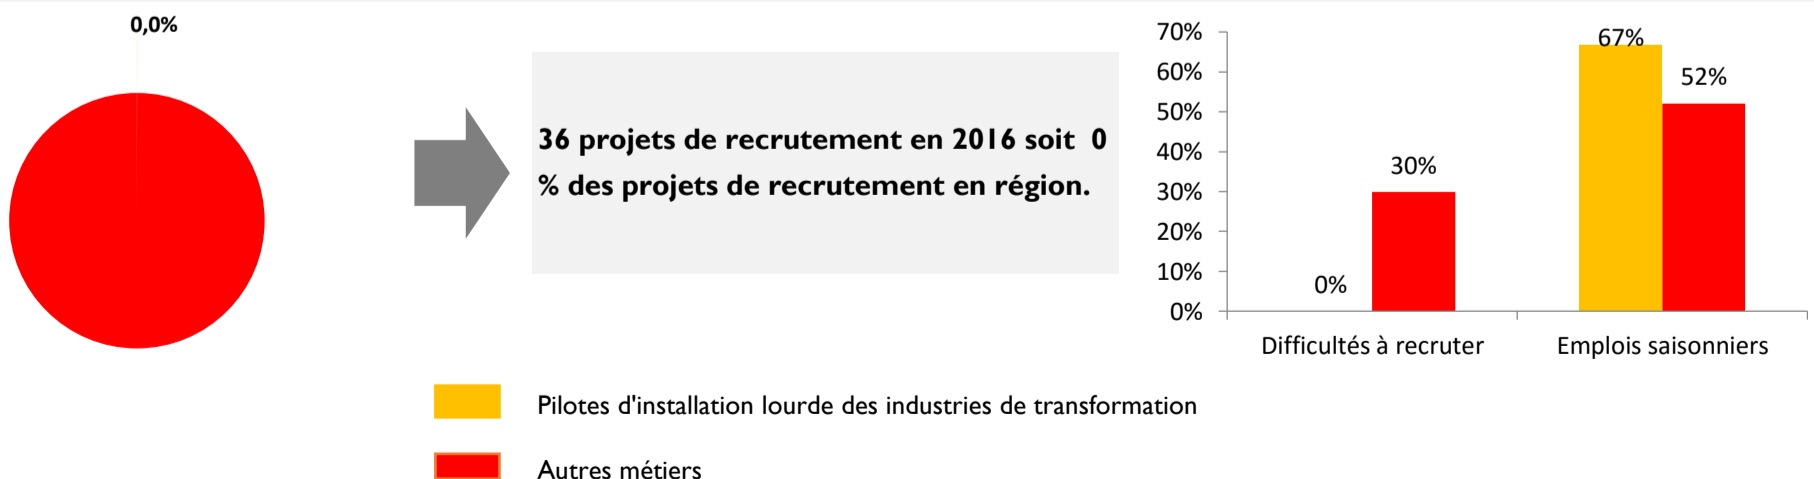 0,0%
36 projets de recrutement en 2016 soit  0
% des projets de recrutement en région.
70%
60%
50%
40%
30%
20%
10%
0%
0%
30%
67%
52%
Difficultés à recruter
Emplois saisonniers
Pilotes d'installation lourde des industries de transformation
Autres métiers